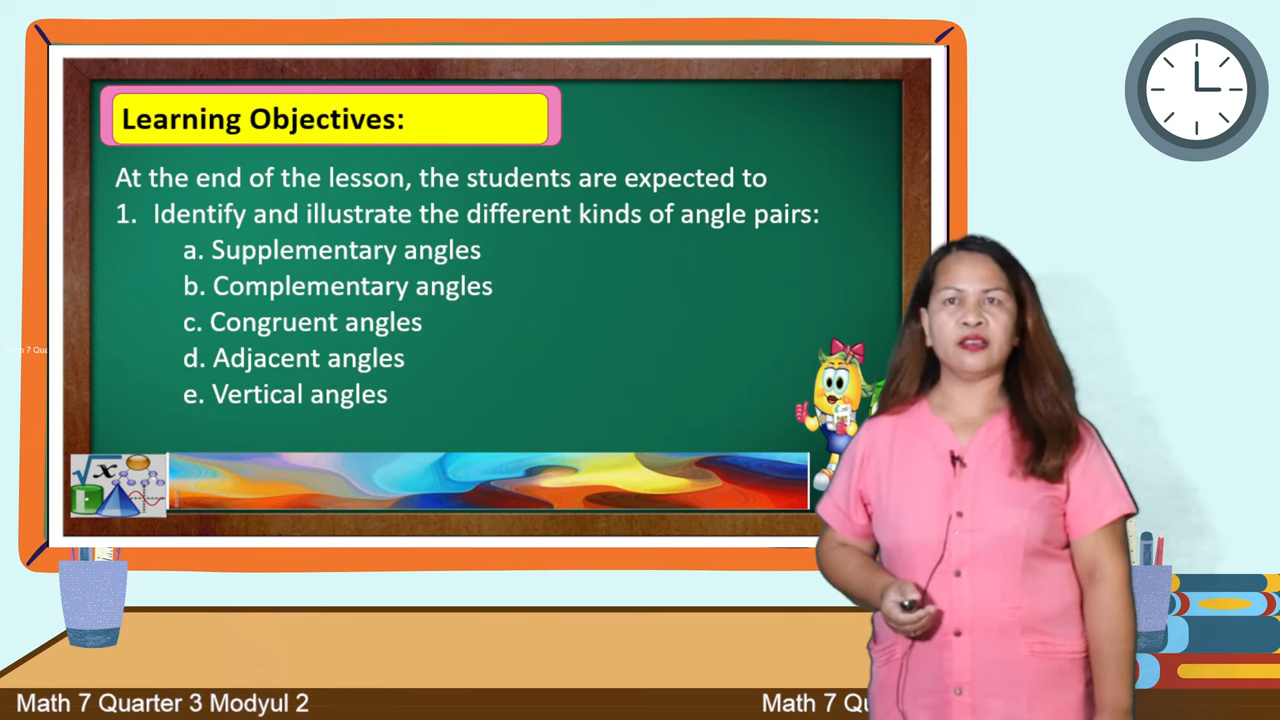 Learning Objectives:
At the end of the lesson, the students are expected to
1. Identify and illustrate the different kinds of angle pairs:
a. Supplementary angles
b. Complementary angles
c. Congruent angles
d. Adjacent angles
e. Vertical angles
√x
Math 7 Quarter 3 Modyul 2
Math 7